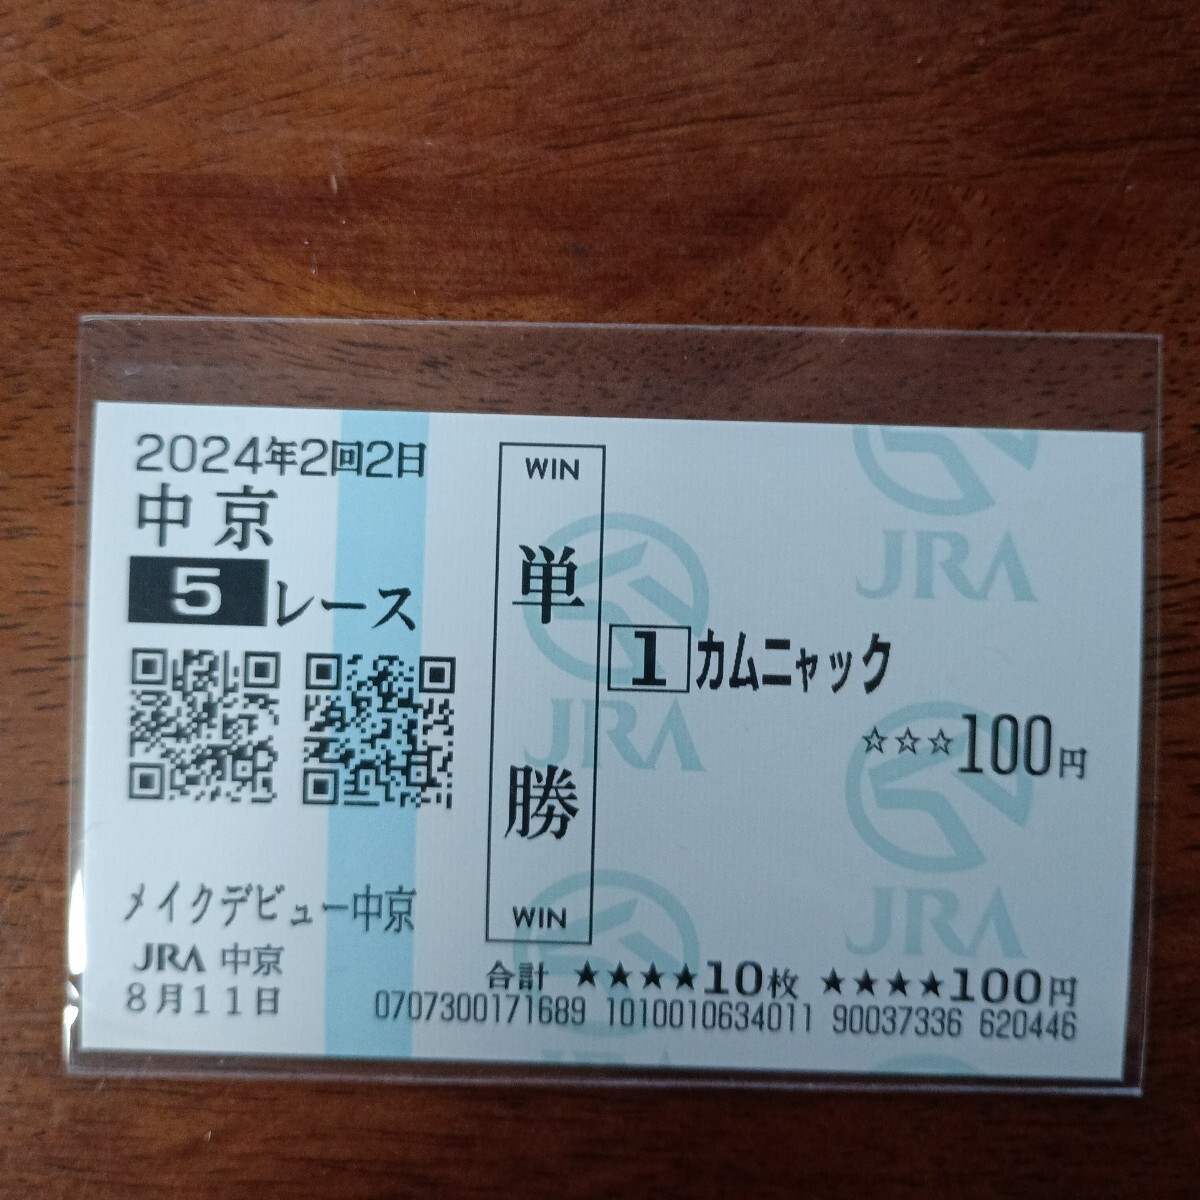 2024年2回2日
中京
5レース
メイクデビュー中京
JRA 中京
8月11日
WIN
単勝
WIN
1 カムニャック
☆☆☆100円
合計 ★★★★10枚 ★★★★100円
0707300171689 1010010634011 90037336 620446
JRA
JRA
JRA
JRA